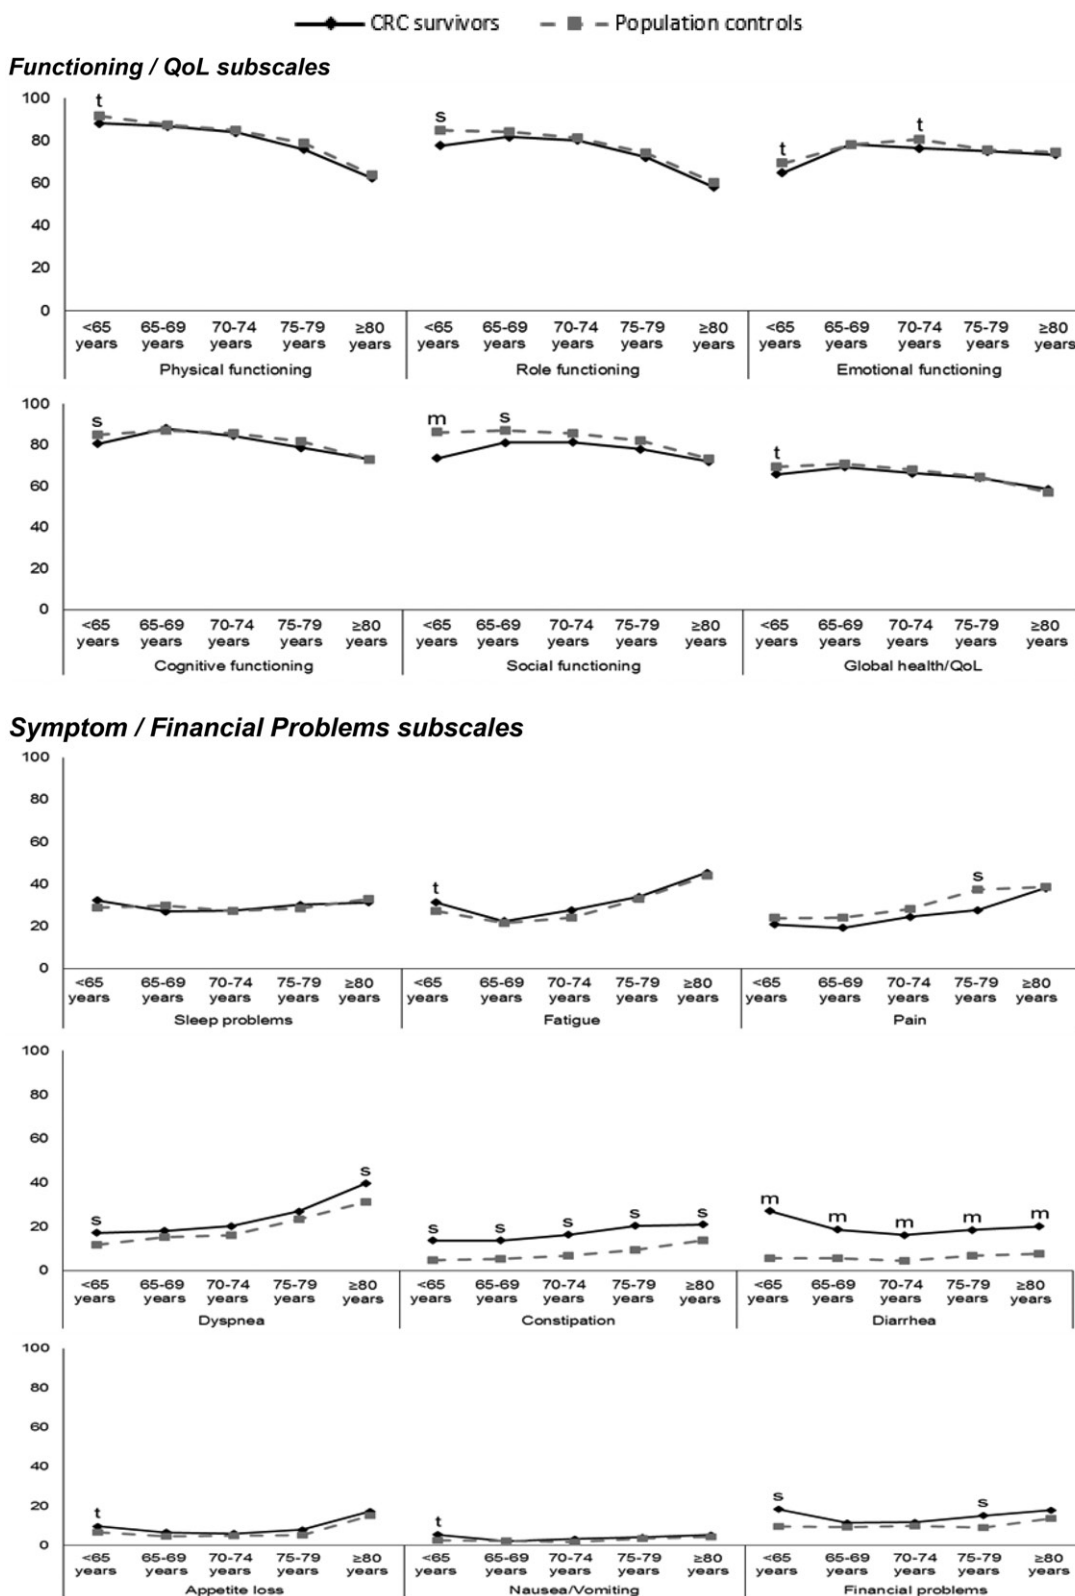 CRC survivors Population controls
Functioning / QoL subscales
t s t t
100
80
60
40
20
0
<65 65-69 70-74 75-79 ≥80 <65 65-69 70-74 75-79 ≥80 <65 65-69 70-74 75-79 ≥80
years years years years years years years years years years years years years years years
Physical functioning Role functioning Emotional functioning
s m s t
100
80
60
40
20
0
<65 65-69 70-74 75-79 ≥80 <65 65-69 70-74 75-79 ≥80 <65 65-69 70-74 75-79 ≥80
years years years years years years years years years years years years years years years
Cognitive functioning Social functioning Global health/QoL
Symptom / Financial Problems subscales
100
80
60
40
20
0
t s
<65 65-69 70-74 75-79 ≥80 <65 65-69 70-74 75-79 ≥80 <65 65-69 70-74 75-79 ≥80
years years years years years years years years years years years years years years years
Sleep problems Fatigue Pain
100
80
60
40
20
0
s s s s s s s m m m m m
<65 65-69 70-74 75-79 ≥80 <65 65-69 70-74 75-79 ≥80 <65 65-69 70-74 75-79 ≥80
years years years years years years years years years years years years years years years
Dyspnea Constipation Diarrhea
100
80
60
40
20
0
t t s s
<65 65-69 70-74 75-79 ≥80 <65 65-69 70-74 75-79 ≥80 <65 65-69 70-74 75-79 ≥80
years years years years years years years years years years years years years years years
Appetite loss Nausea/Vomiting Financial problems